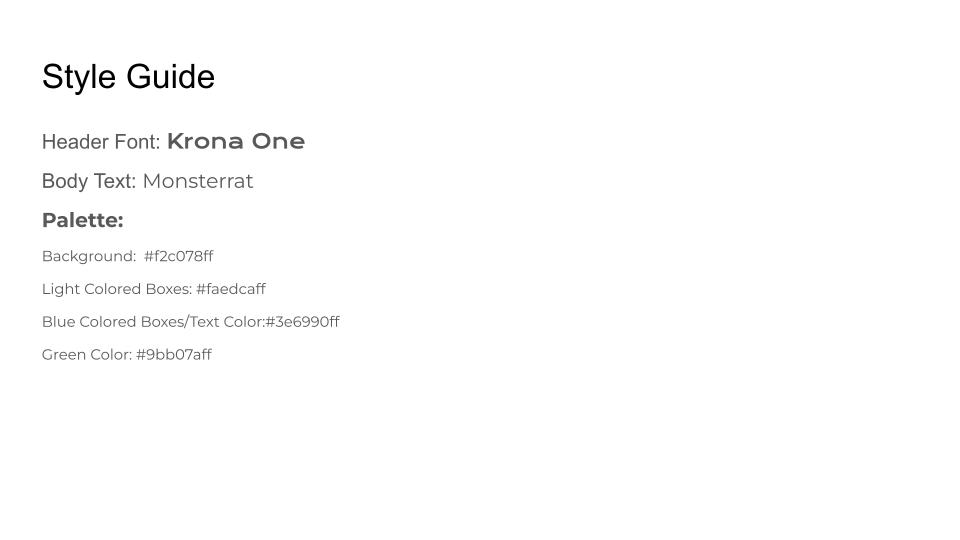 Style Guide
Header Font: Krona One
Body Text: Monsterrat
Palette:
Background:  #f2c078ff
Light Colored Boxes: #faedcaff
Blue Colored Boxes/Text Color:#3e6990ff
Green Color: #9bb07aff